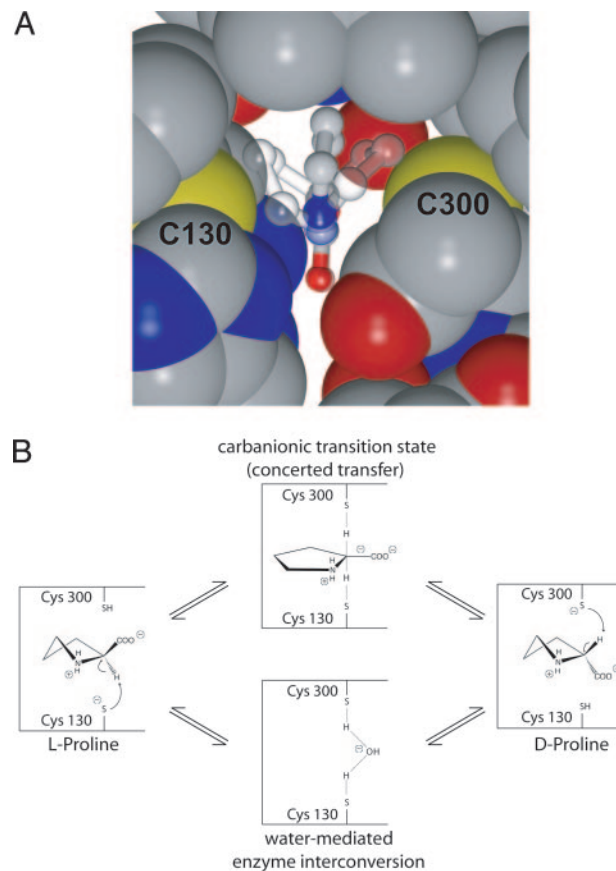 A
C130
C300
B
carbanionic transition state
(concerted transfer)
Cys 300
S
H
⊖
COO ⊖
N
H
⊕
H
H
S
Cys 130
Cys 300
SH
⊖
COO
N
H
H
⊕
H
⊖
S
Cys 130
L-Proline
Cys 300
S
⊖
H
N
H
H
⊕
COO ⊖
SH
Cys 130
D-Proline
Cys 300
S
H
⊖
OH
H
S
Cys 130
water-mediated
enzyme interconversion